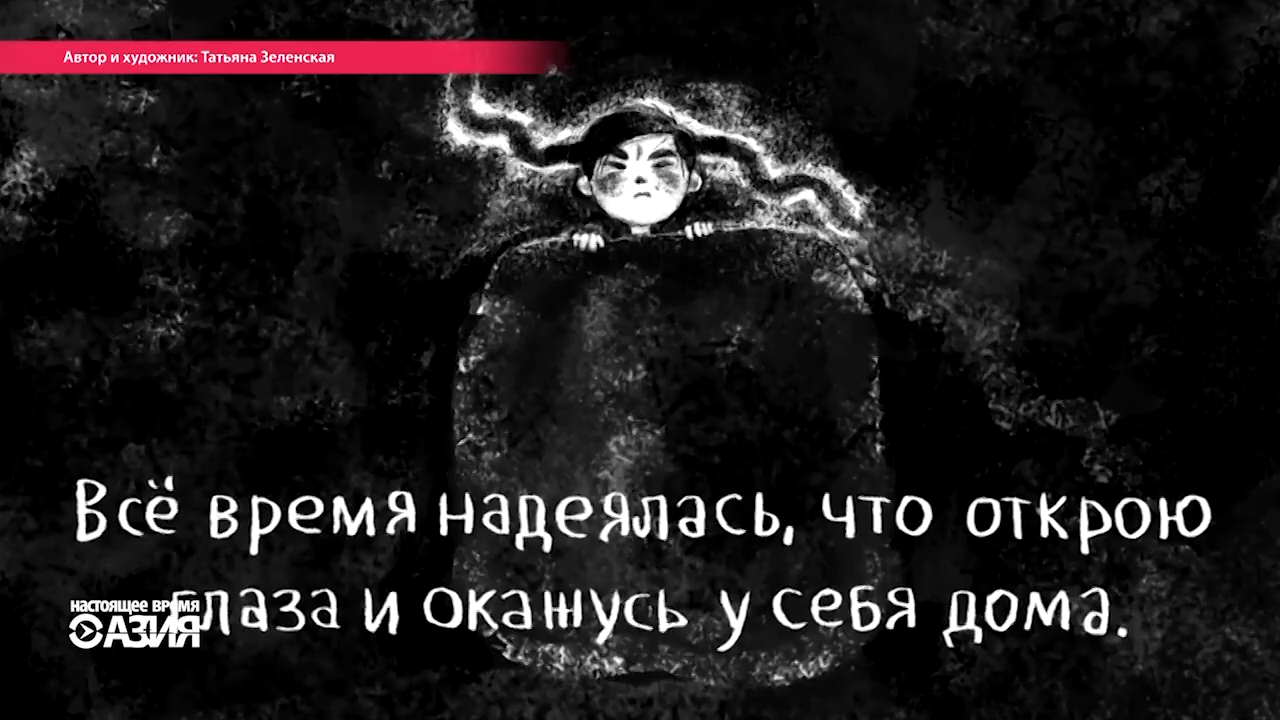 Автор и художник: Татьяна Зеленская
Всё время надеялась, что открою
глаза и окажусь у себя дома.
настоящее время
АЗИЯ